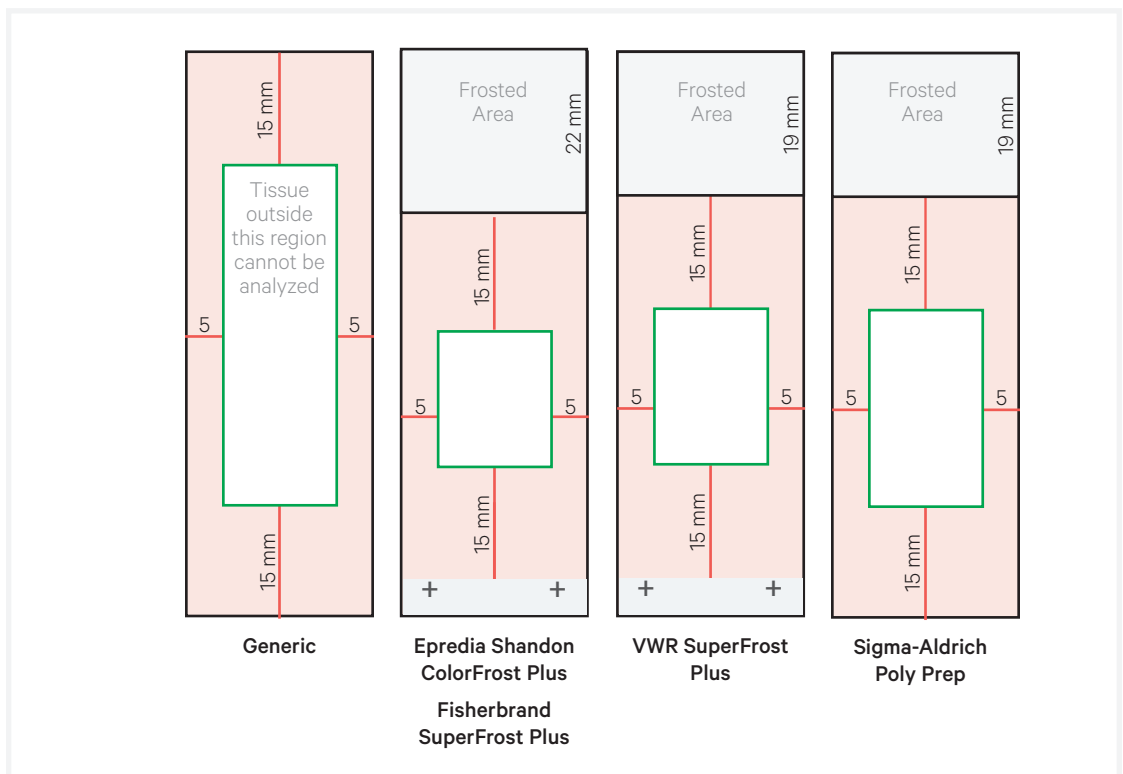 15 mm
Tissue
outside
this region
cannot be
analyzed
5
5
15 mm
Generic
Frosted
Area
22 mm
15 mm
5
5
15 mm
+
+
Epredia Shandon
ColorFrost Plus
Fisherbrand
SuperFrost Plus
Frosted
Area
19 mm
15 mm
5
5
15 mm
+
+
VWR SuperFrost
Plus
Frosted
Area
19 mm
15 mm
5
5
15 mm
Sigma-Aldrich
Poly Prep